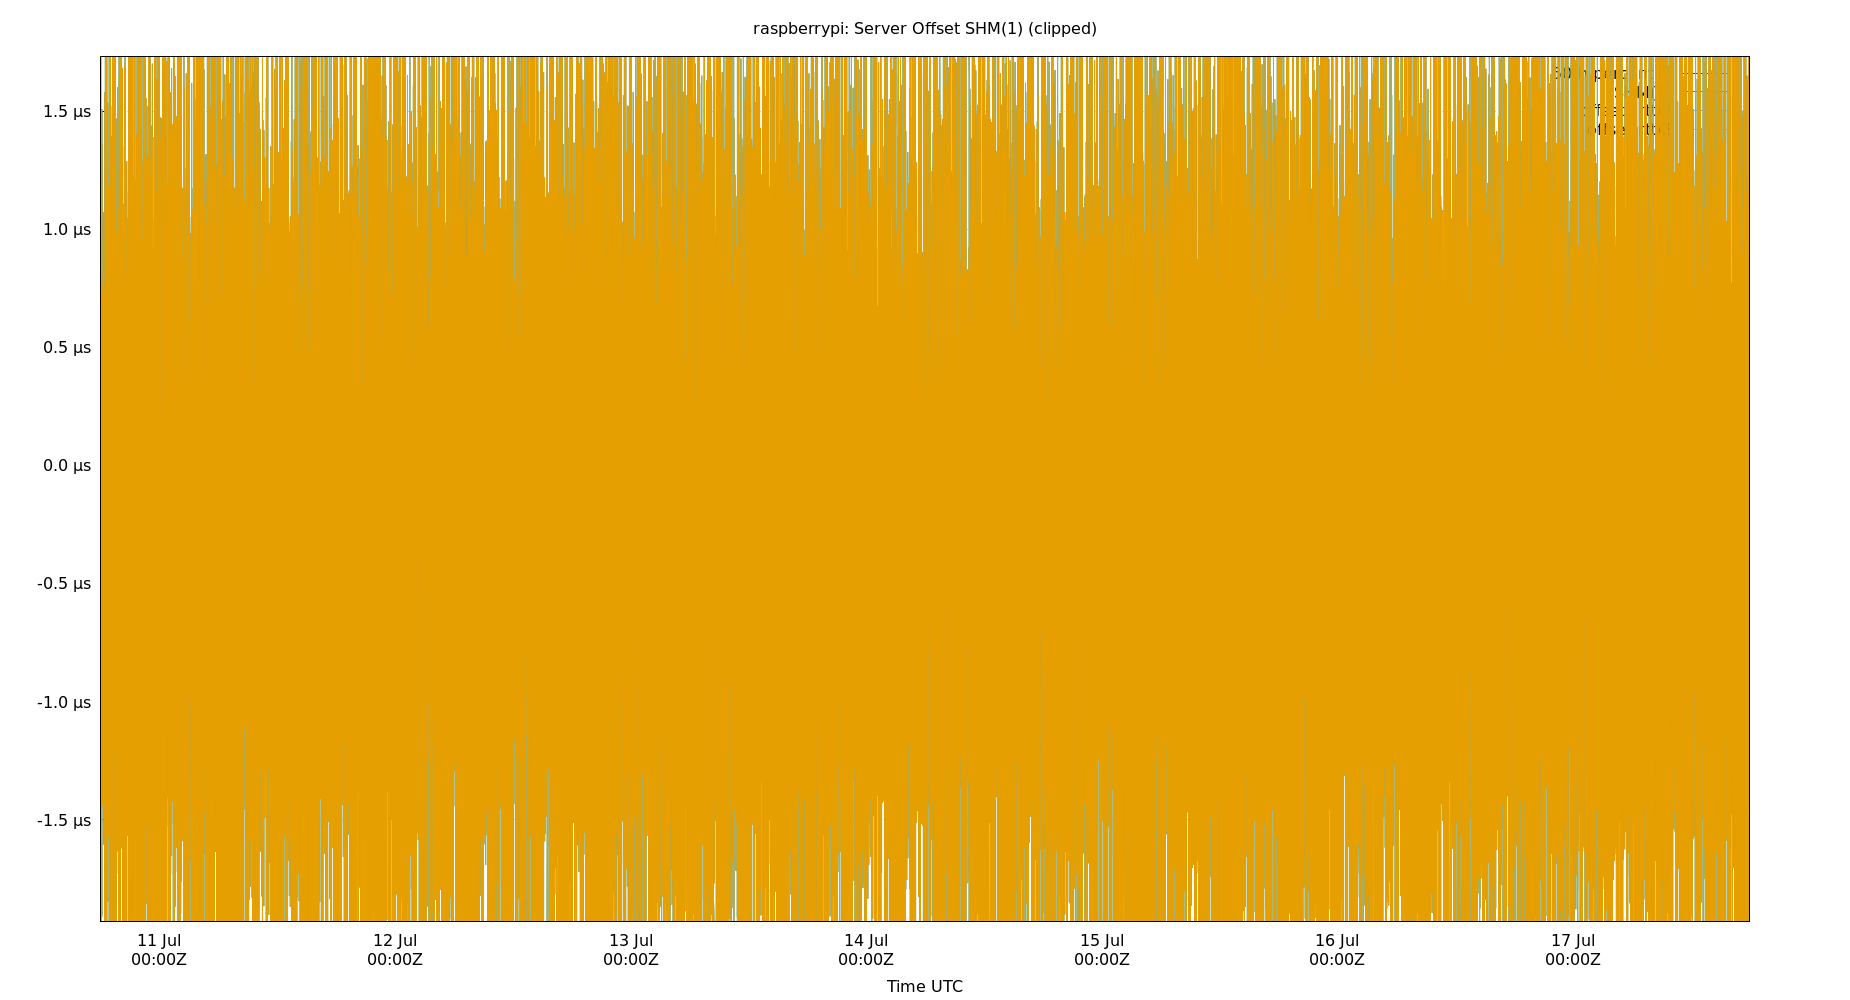 raspberrypi: Server Offset SHM(1) (clipped)
1.5 µs
1.0 µs
0.5 µs
0.0 µs
-0.5 µs
-1.0 µs
-1.5 µs
11 Jul 12 Jul 13 Jul 14 Jul 15 Jul 16 Jul 17 Jul
00:00Z 00:00Z 00:00Z 00:00Z 00:00Z 00:00Z 00:00Z
Time UTC